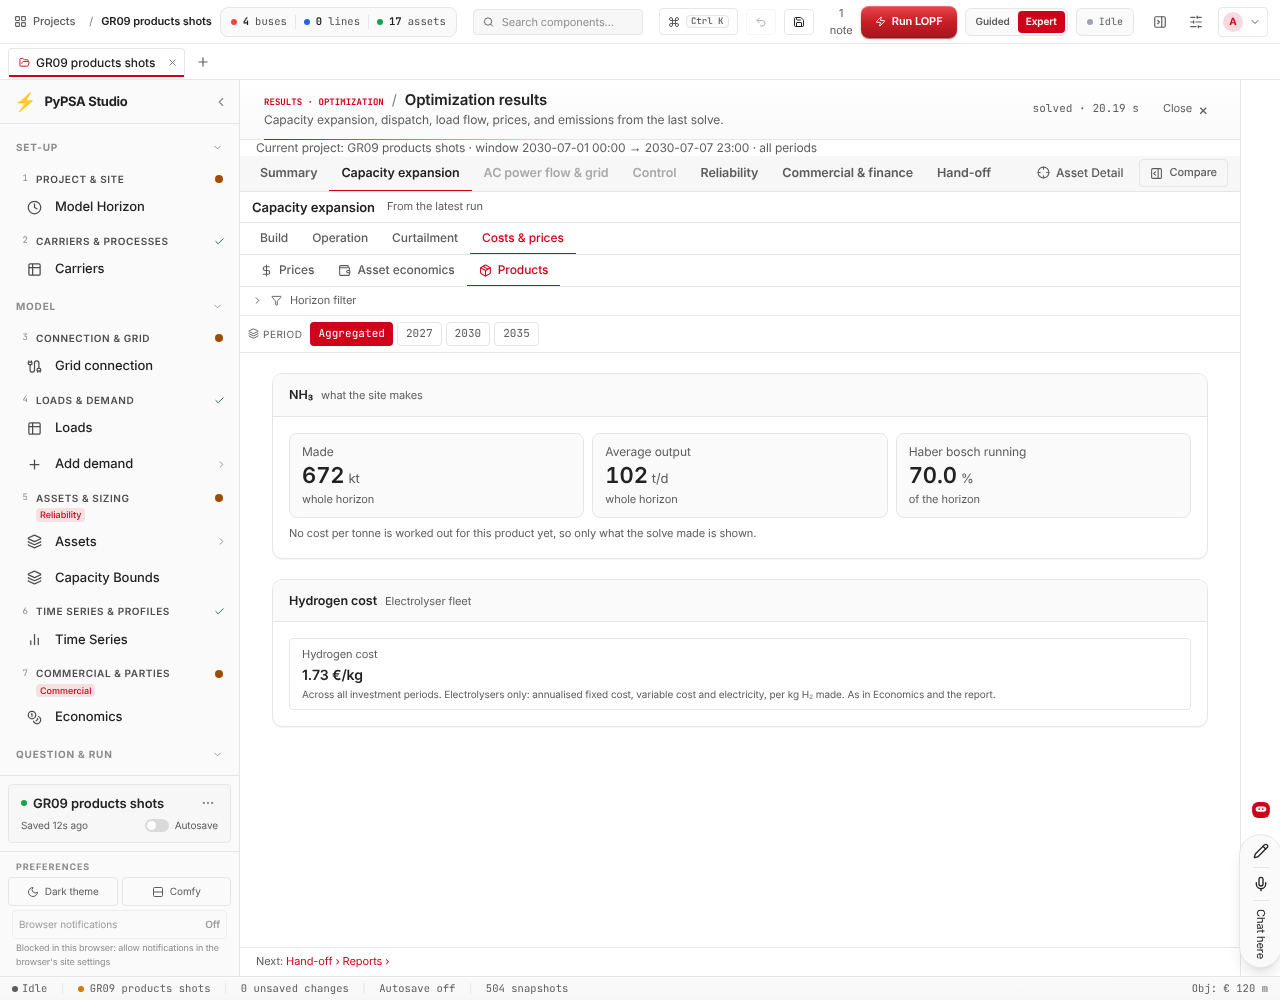 Projects / GR09 products shots
4 buses 0 lines 17 assets
Search components...
⌘ Ctrl K
1 note
Run LOPF
Guided Expert
Idle
A
GR09 products shots × +
PyPSA Studio
SET-UP
1 PROJECT & SITE
Model Horizon
2 CARRIERS & PROCESSES
Carriers
MODEL
3 CONNECTION & GRID
Grid connection
4 LOADS & DEMAND
Loads
Add demand
5 ASSETS & SIZING
Reliability
Assets
Capacity Bounds
6 TIME SERIES & PROFILES
Time Series
7 COMMERCIAL & PARTIES
Commercial
Economics
QUESTION & RUN
GR09 products shots ...
Saved 12s ago Autosave
PREFERENCES
Dark theme Comfy
Browser notifications Off
Blocked in this browser: allow notifications in the
browser's site settings
RESULTS · OPTIMIZATION / Optimization results
Capacity expansion, dispatch, load flow, prices, and emissions from the last solve.
solved · 20.19 s Close ×
Current project: GR09 products shots · window 2030-07-01 00:00 → 2030-07-07 23:00 · all periods
Summary Capacity expansion AC power flow & grid Control Reliability Commercial & finance Hand-off Asset Detail Compare
Capacity expansion From the latest run
Build Operation Curtailment Costs & prices
Prices Asset economics Products
Horizon filter
PERIOD Aggregated 2027 2030 2035
NH₃ what the site makes
Made
672 kt
whole horizon
Average output
102 t/d
whole horizon
Haber bosch running
70.0 %
of the horizon
No cost per tonne is worked out for this product yet, so only what the solve made is shown.
Hydrogen cost Electrolyser fleet
Hydrogen cost
1.73 €/kg
Across all investment periods. Electrolysers only: annualised fixed cost, variable cost and electricity, per kg H₂ made. As in Economics and the report.
Next: Hand-off › Reports ›
Chat here
Idle GR09 products shots 0 unsaved changes Autosave off 504 snapshots Obj: € 120 m